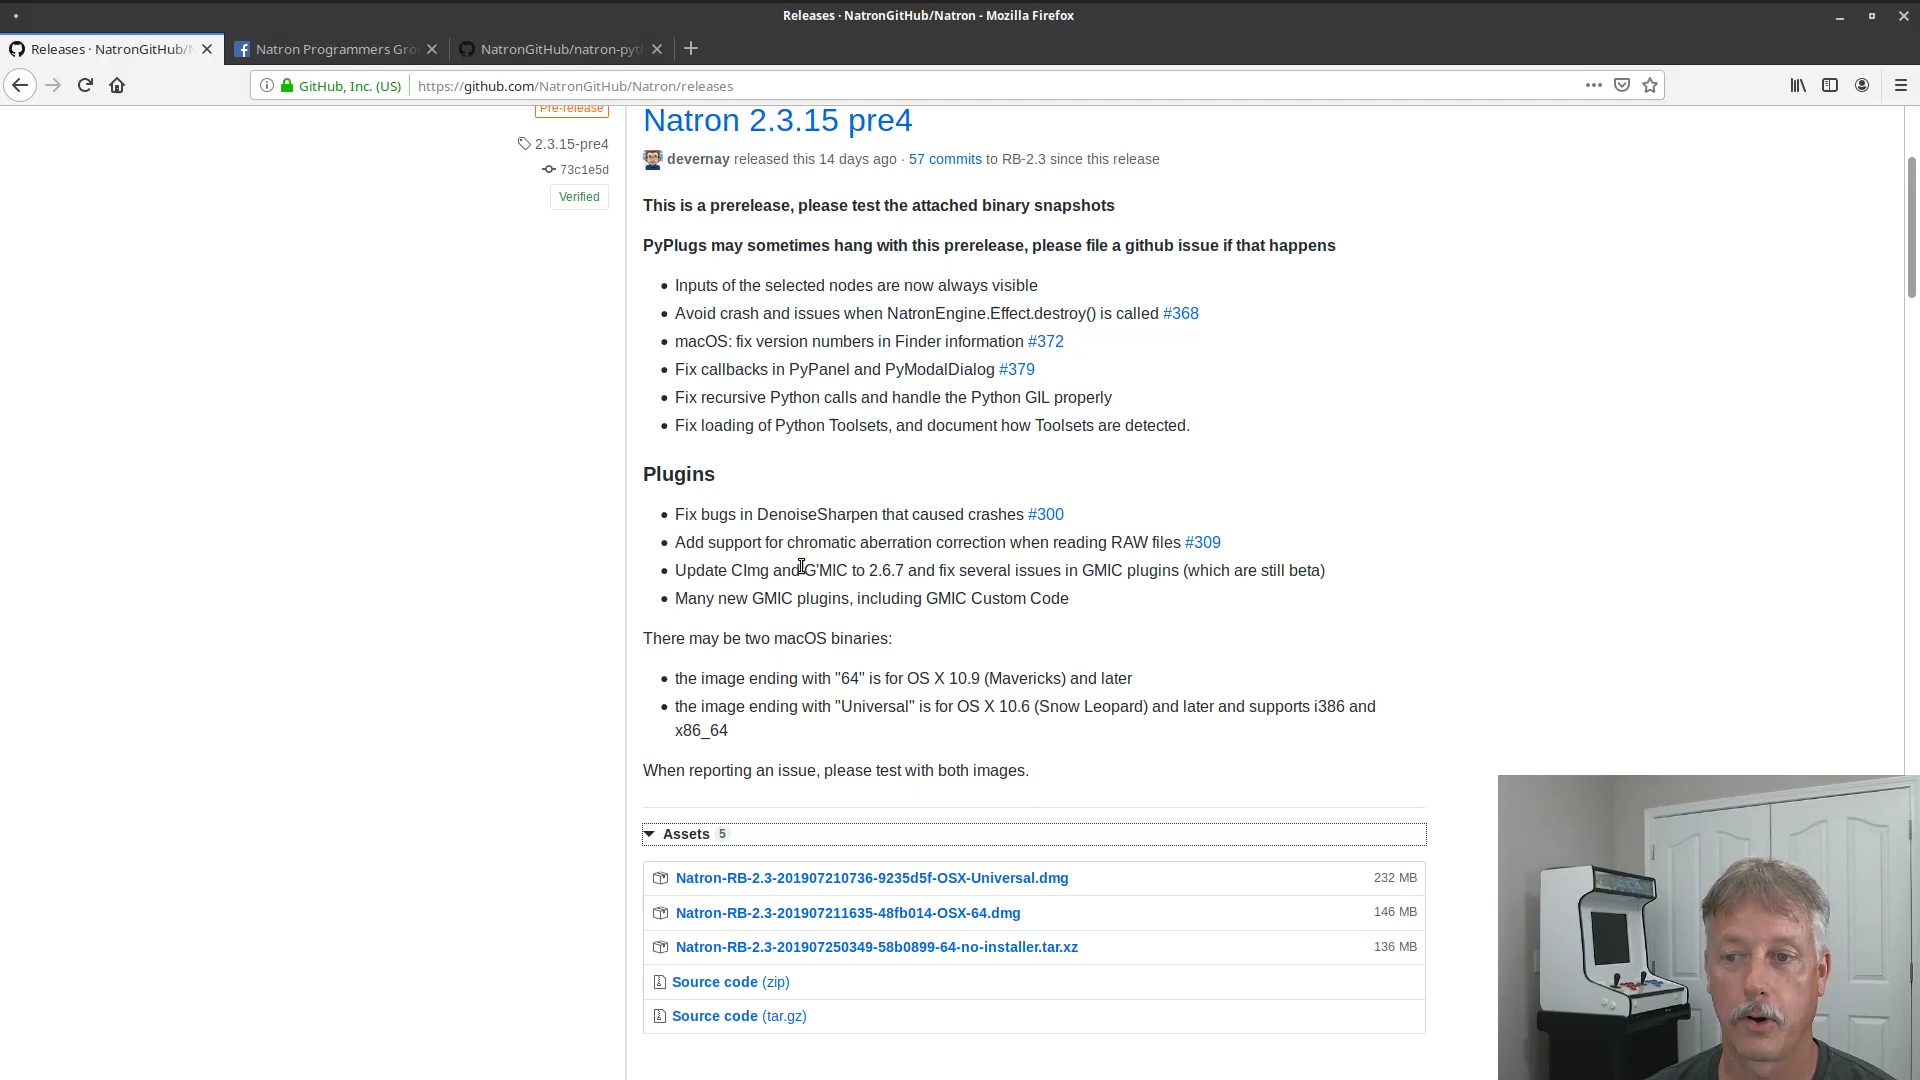 Releases · NatronGitHub/Natron - Mozilla Firefox
Releases · NatronGitHub/
Natron Programmers Gro
NatronGitHub/natron-pyt
GitHub, Inc. (US)
https://github.com/NatronGitHub/Natron/releases
Pre-release
Natron 2.3.15 pre4
2.3.15-pre4
devernay released this 14 days ago · 57 commits to RB-2.3 since this release
73c1e5d
Verified
This is a prerelease, please test the attached binary snapshots
PyPlugs may sometimes hang with this prerelease, please file a github issue if that happens
Inputs of the selected nodes are now always visible
Avoid crash and issues when NatronEngine.Effect.destroy() is called #368
macOS: fix version numbers in Finder information #372
Fix callbacks in PyPanel and PyModalDialog #379
Fix recursive Python calls and handle the Python GIL properly
Fix loading of Python Toolsets, and document how Toolsets are detected.
Plugins
Fix bugs in DenoiseSharpen that caused crashes #300
Add support for chromatic aberration correction when reading RAW files #309
Update CImg and G'MIC to 2.6.7 and fix several issues in GMIC plugins (which are still beta)
Many new GMIC plugins, including GMIC Custom Code
There may be two macOS binaries:
the image ending with "64" is for OS X 10.9 (Mavericks) and later
the image ending with "Universal" is for OS X 10.6 (Snow Leopard) and later and supports i386 and
x86_64
When reporting an issue, please test with both images.
Assets 5
Natron-RB-2.3-201907210736-9235d5f-OSX-Universal.dmg 232 MB
Natron-RB-2.3-201907211635-48fb014-OSX-64.dmg 146 MB
Natron-RB-2.3-201907250349-58b0899-64-no-installer.tar.xz 136 MB
Source code (zip)
Source code (tar.gz)